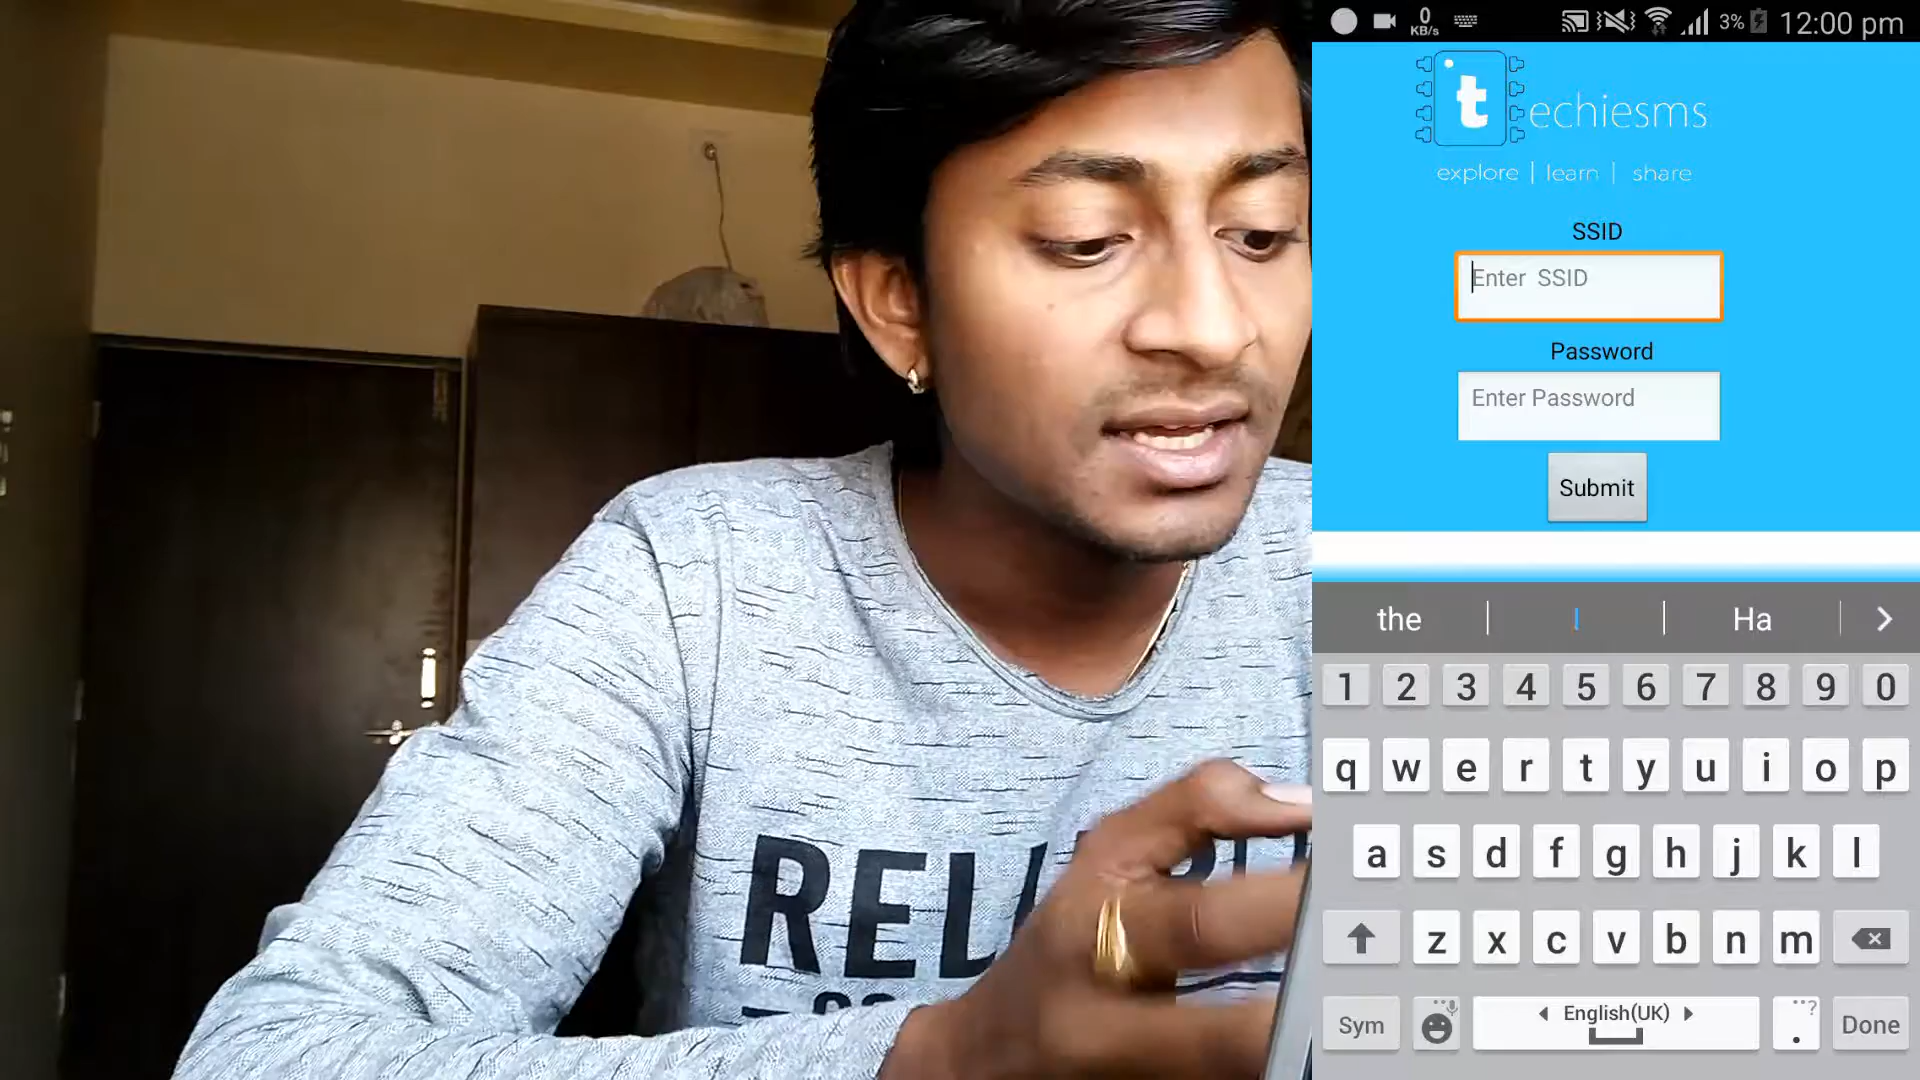 0
KB/s
3%
12:00 pm
techiesms
explore | learn | share
SSID
Enter SSID
Password
Enter Password
Submit
the
I
Ha
1 2 3 4 5 6 7 8 9 0
q w e r t y u i o p
a s d f g h j k l
z x c v b n m
Sym
English(UK)
. ?
Done